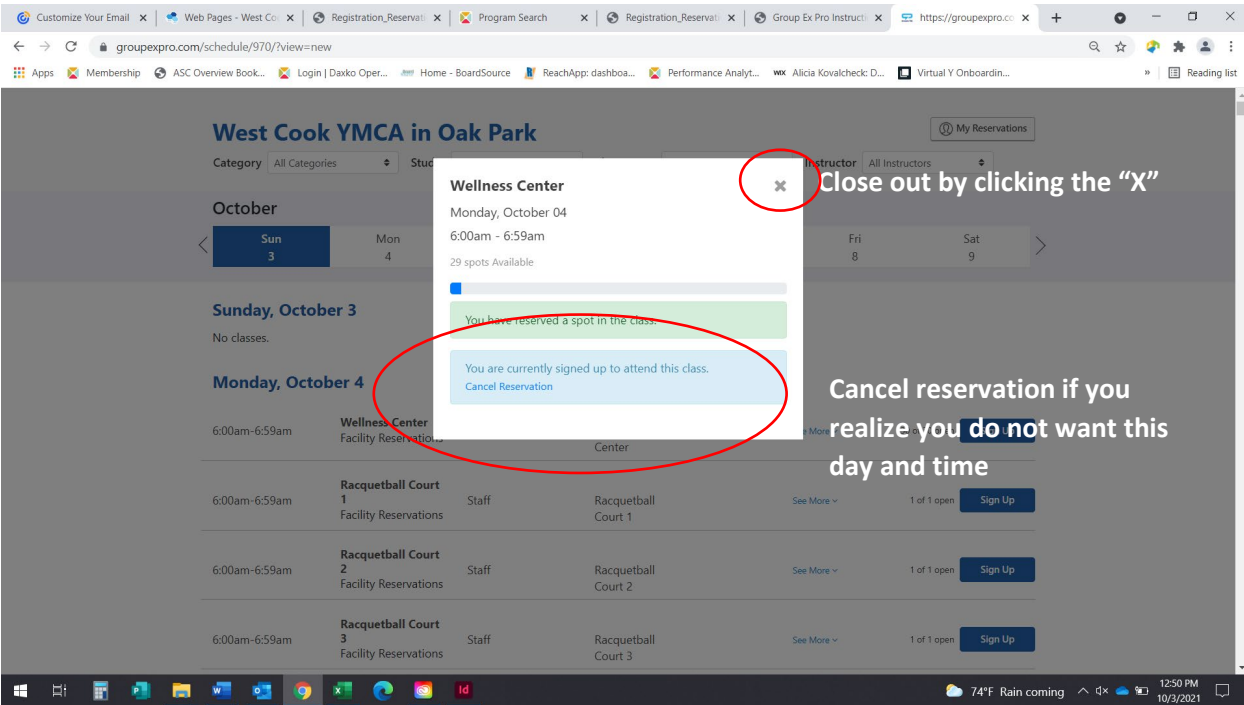 Customize Your Email
Web Pages - West Co
Registration_Reservati
Program Search
Registration_Reservati
Group Ex Pro Instructi
https://groupexpro.co
groupexpro.com/schedule/970/?view=new
Apps Membership ASC Overview Book... Login | Daxko Oper... Home - BoardSource ReachApp: dashboa... Performance Analyt... WIX Alicia Kovalcheck: D... Virtual Y Onboardin... » Reading list
West Cook YMCA in Oak Park
My Reservations
Category All Categories Stud Instructor All Instructors
Close out by clicking the “X”
Wellness Center
Monday, October 04
6:00am - 6:59am
29 spots Available
You have reserved a spot in the class.
You are currently signed up to attend this class.
Cancel Reservation
October
Sun Mon Fri Sat
3 4 8 9
Sunday, October 3
No classes.
Monday, October 4
Cancel reservation if you
realize you do not want this
day and time
6:00am-6:59am
Wellness Center
Facility Reservations
Center
6:00am-6:59am
Racquetball Court
1
Facility Reservations
Staff
Racquetball
Court 1
See More
1 of 1 open
Sign Up
6:00am-6:59am
Racquetball Court
2
Facility Reservations
Staff
Racquetball
Court 2
See More
1 of 1 open
Sign Up
6:00am-6:59am
Racquetball Court
3
Facility Reservations
Staff
Racquetball
Court 3
See More
1 of 1 open
Sign Up
74°F Rain coming
12:50 PM
10/3/2021